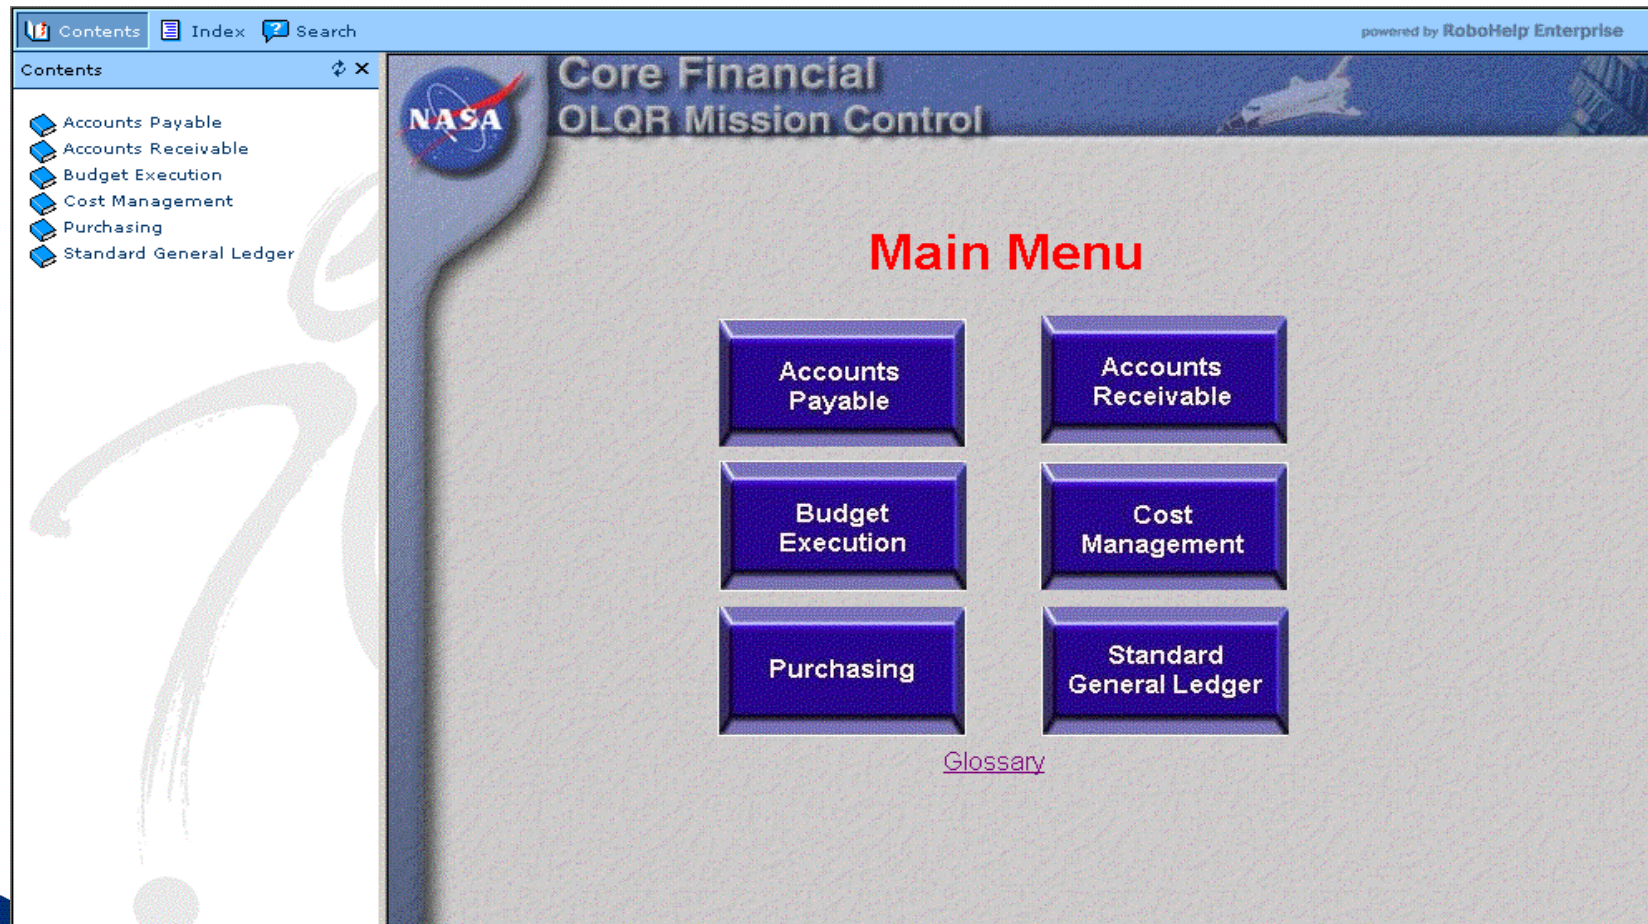 Contents Index Search powered by RoboHelp Enterprise
Contents
Accounts Payable
Accounts Receivable
Budget Execution
Cost Management
Purchasing
Standard General Ledger
NASA
Core Financial
OLQR Mission Control
Main Menu
Accounts
Payable
Accounts
Receivable
Budget
Execution
Cost
Management
Purchasing
Standard
General Ledger
Glossary